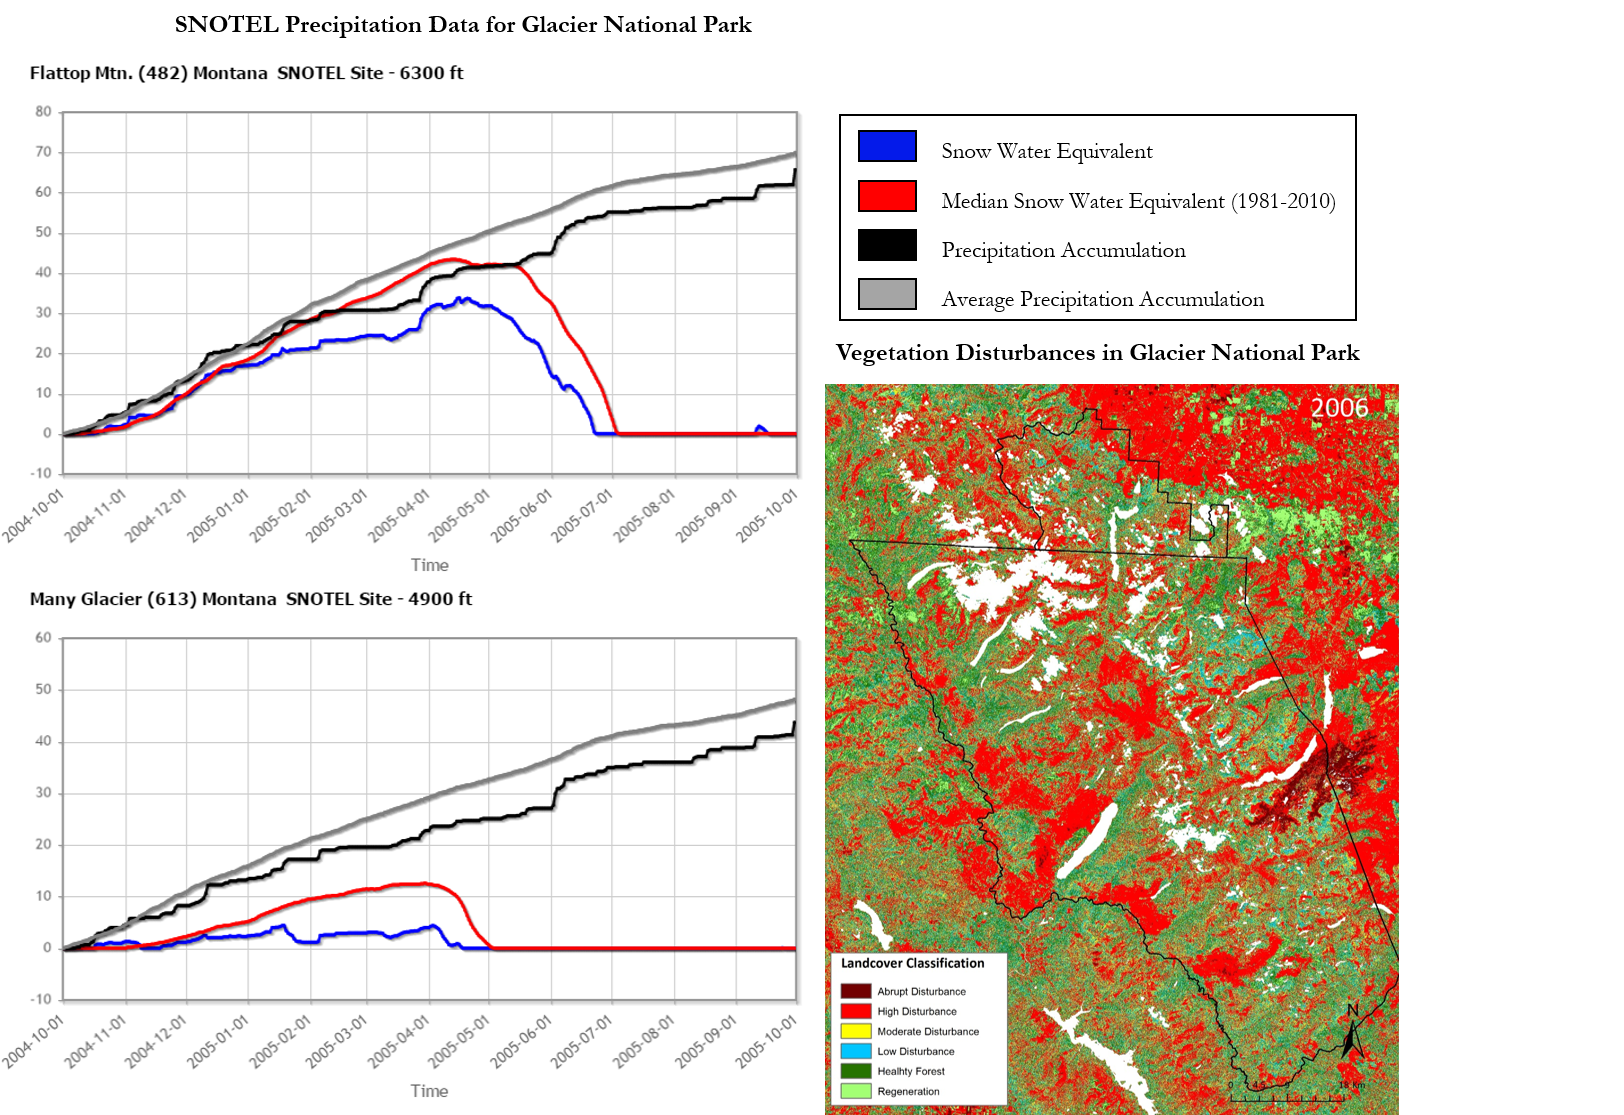 SNOTEL Precipitation Data for Glacier National Park
Flattop Mtn. (482) Montana SNOTEL Site - 6300 ft
80
70
60
50
40
30
20
10
0
-10
2004-10-01
2004-11-01
2004-12-01
2005-01-01
2005-02-01
2005-03-01
2005-04-01
2005-05-01
2005-06-01
2005-07-01
2005-08-01
2005-09-01
2005-10-01
Time
Many Glacier (613) Montana SNOTEL Site - 4900 ft
60
50
40
30
20
10
0
-10
2004-10-01
2004-11-01
2004-12-01
2005-01-01
2005-02-01
2005-03-01
2005-04-01
2005-05-01
2005-06-01
2005-07-01
2005-08-01
2005-09-01
2005-10-01
Time
Snow Water Equivalent
Median Snow Water Equivalent (1981-2010)
Precipitation Accumulation
Average Precipitation Accumulation
Vegetation Disturbances in Glacier National Park
2006
Landcover Classification
Abrupt Disturbance
High Disturbance
Moderate Disturbance
Low Disturbance
Healhty Forest
Regeneration
N
0 4.5 18 km